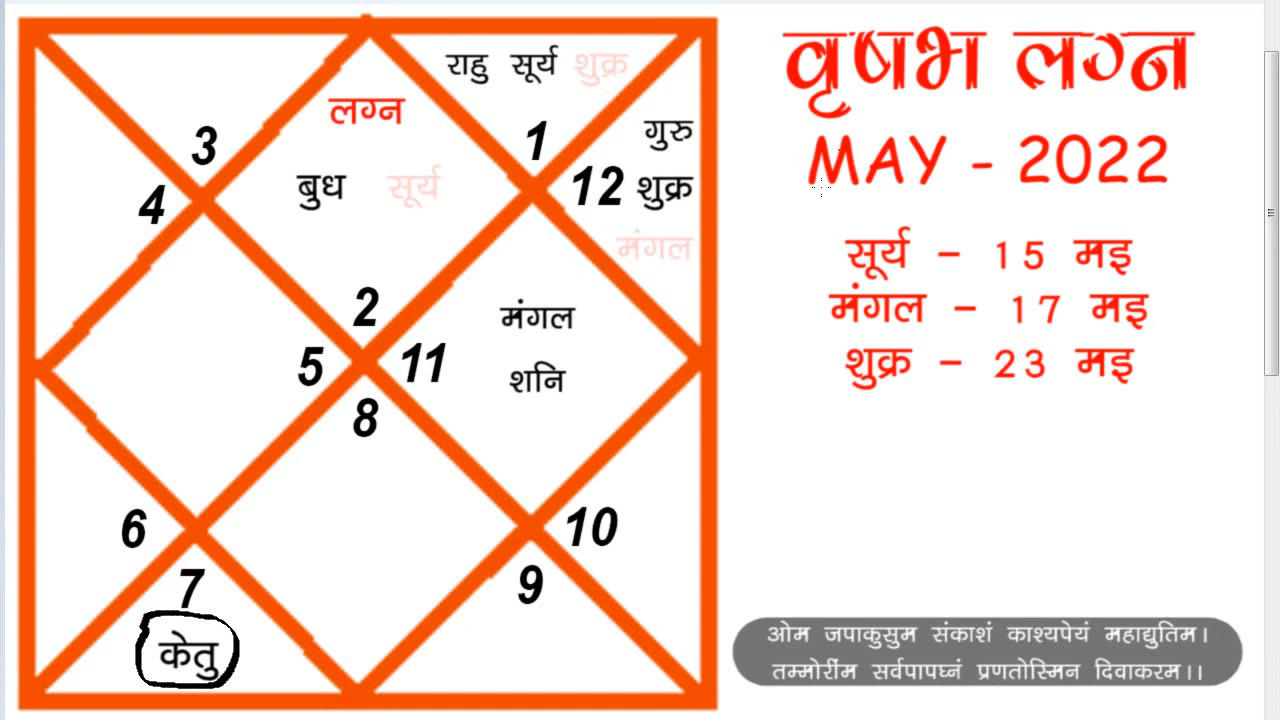 वृषभ लग्न
MAY - 2022
सूर्य - 15 मइ
मंगल - 17 मइ
शुक्र - 23 मइ
राहु सूर्य शुक्र
लग्न
गुरु
3
1
बुध सूर्य
12 शुक्र
4
मंगल
2
मंगल
5
11
शनि
8
6
10
7
9
केतु
ओम जपाकुसुम संकाशं काश्यपेयं महाद्युतिम।
तम्मोरींम सर्वपापघ्नं प्रणतोस्मिन दिवाकरम।।